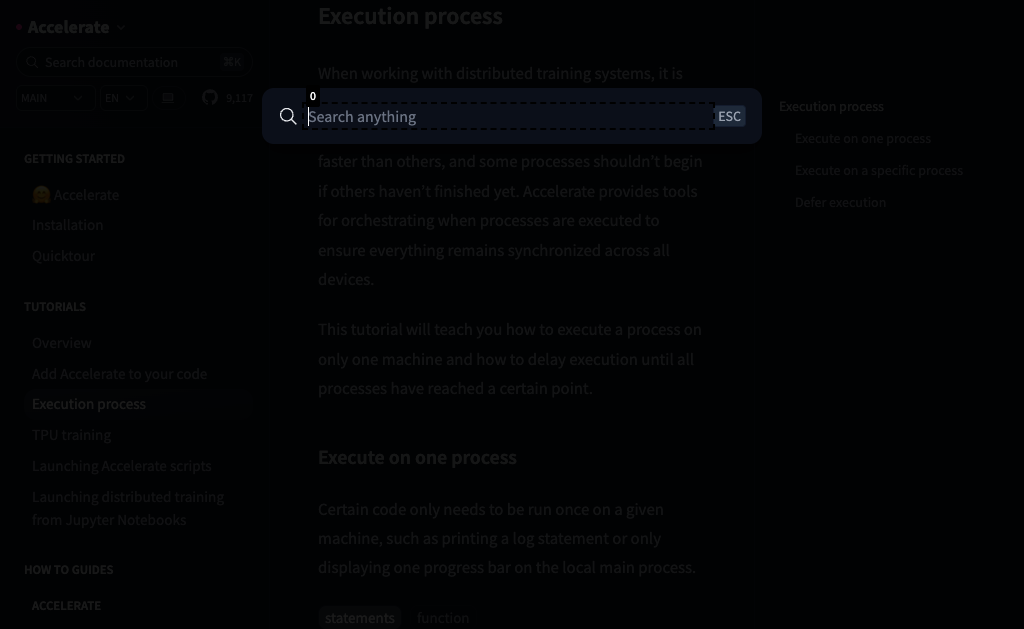 Accelerate
Search documentation ⌘K
MAIN
EN
9,117
GETTING STARTED
🤗 Accelerate
Installation
Quicktour
TUTORIALS
Overview
Add Accelerate to your code
Execution process
TPU training
Launching Accelerate scripts
Launching distributed training
from Jupyter Notebooks
HOW TO GUIDES
ACCELERATE
Execution process
When working with distributed training systems, it is
0
Search anything
ESC
faster than others, and some processes shouldn't begin
if others haven't finished yet. Accelerate provides tools
for orchestrating when processes are executed to
ensure everything remains synchronized across all
devices.
This tutorial will teach you how to execute a process on
only one machine and how to delay execution until all
processes have reached a certain point.
Execute on one process
Certain code only needs to be run once on a given
machine, such as printing a log statement or only
displaying one progress bar on the local main process.
statements function
Execution process
Execute on one process
Execute on a specific process
Defer execution